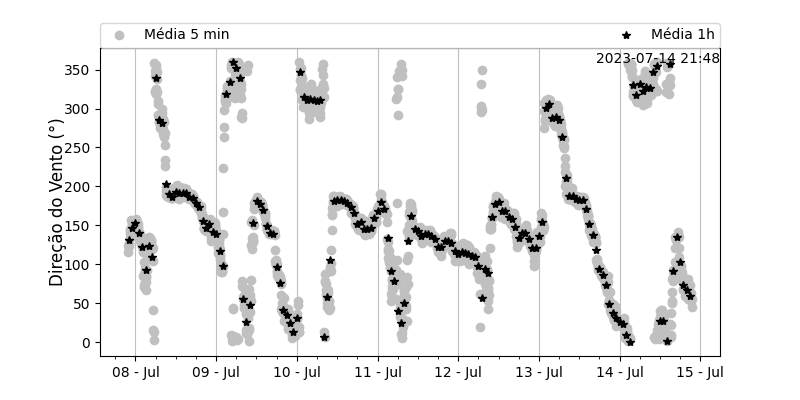 Média 5 min
Média 1h
2023-07-14 21:48
Direção do Vento (°)
350
300
250
200
150
100
50
0
08 - Jul
09 - Jul
10 - Jul
11 - Jul
12 - Jul
13 - Jul
14 - Jul
15 - Jul